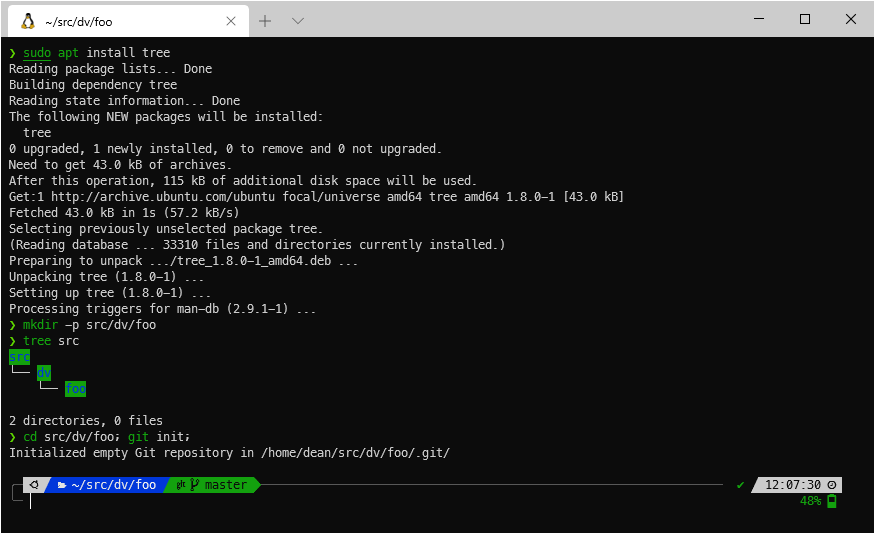 ~/src/dv/foo
❯ sudo apt install tree
Reading package lists... Done
Building dependency tree
Reading state information... Done
The following NEW packages will be installed:
  tree
0 upgraded, 1 newly installed, 0 to remove and 0 not upgraded.
Need to get 43.0 kB of archives.
After this operation, 115 kB of additional disk space will be used.
Get:1 http://archive.ubuntu.com/ubuntu focal/universe amd64 tree amd64 1.8.0-1 [43.0 kB]
Fetched 43.0 kB in 1s (57.2 kB/s)
Selecting previously unselected package tree.
(Reading database ... 33310 files and directories currently installed.)
Preparing to unpack .../tree_1.8.0-1_amd64.deb ...
Unpacking tree (1.8.0-1) ...
Setting up tree (1.8.0-1) ...
Processing triggers for man-db (2.9.1-1) ...
❯ mkdir -p src/dv/foo
❯ tree src
src
└── dv
    └── foo
2 directories, 0 files
❯ cd src/dv/foo; git init;
Initialized empty Git repository in /home/dean/src/dv/foo/.git/
~/src/dv/foo git master ✔ 12:07:30
48%